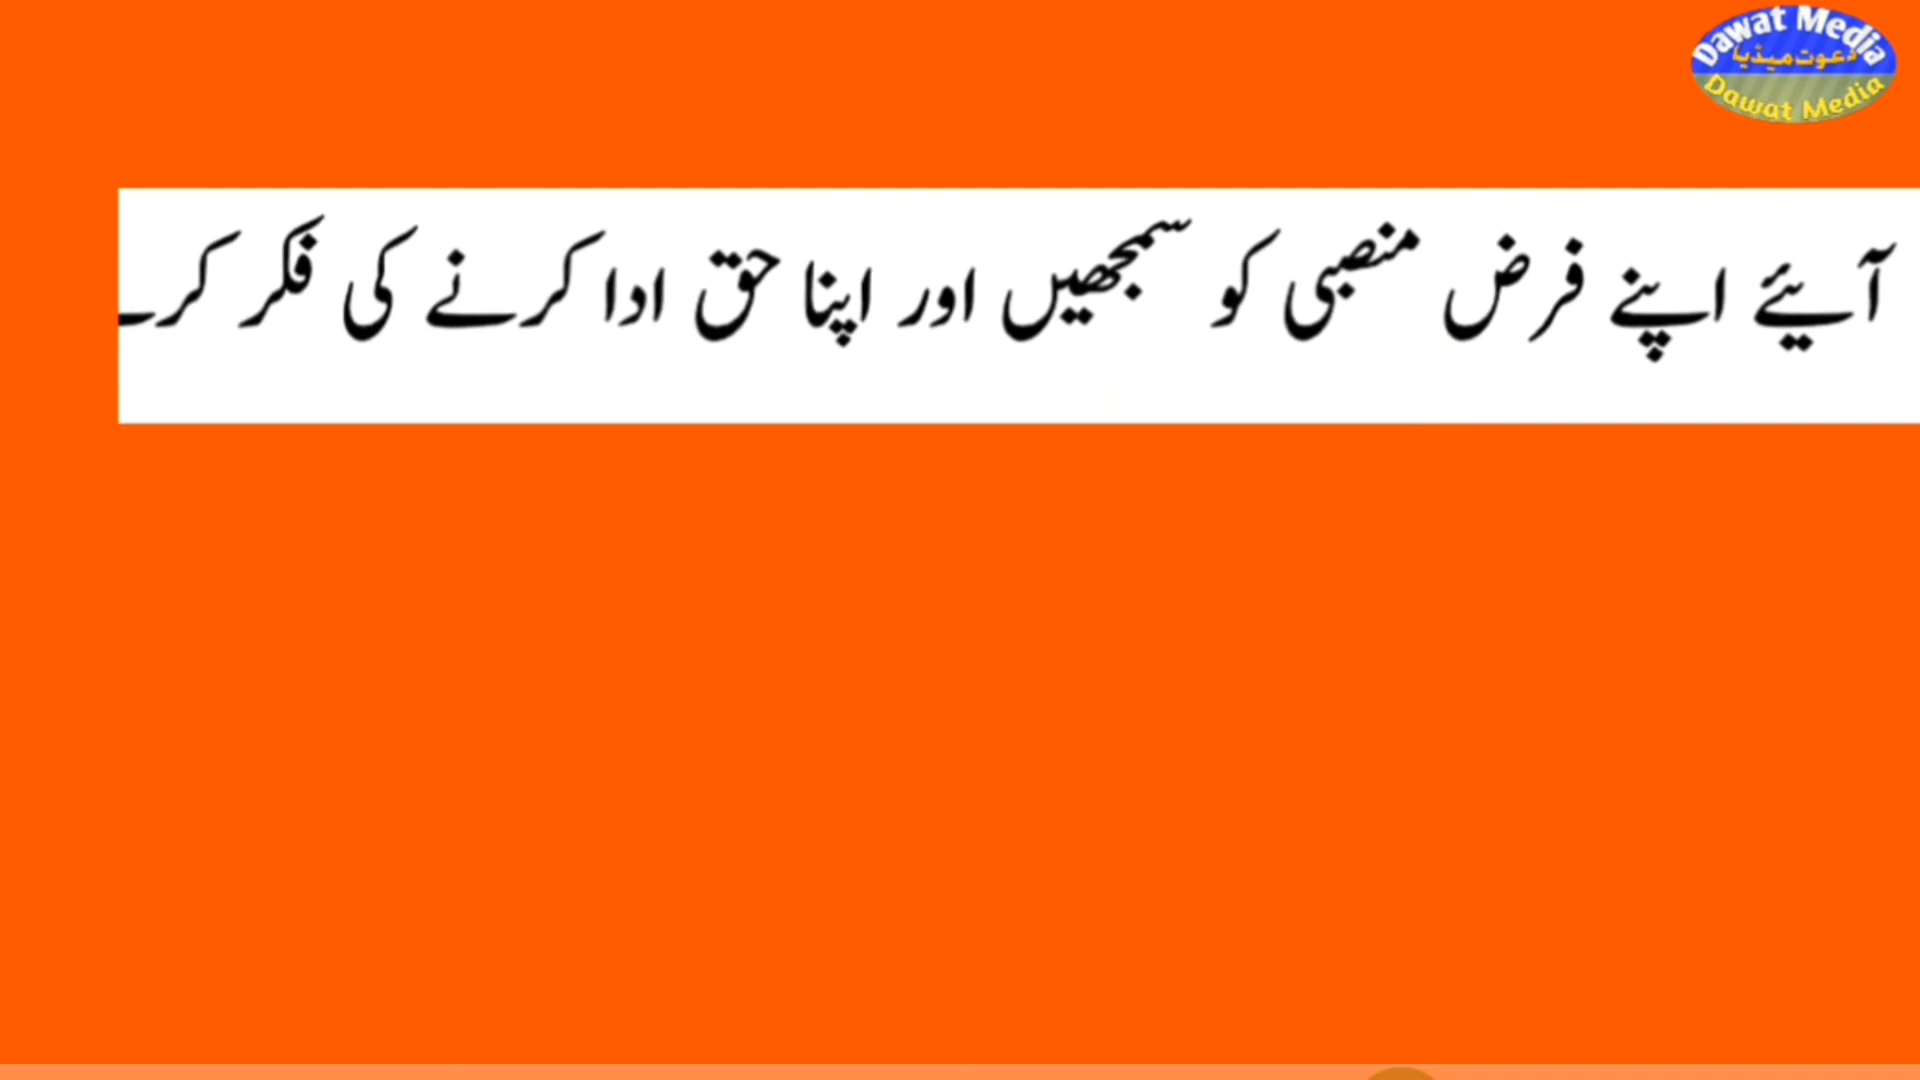 Dawat Media
دعوت میڈیا
Dawat Media
آیئے اپنے فرض منصبی کو سمجھیں اور اپنا حق ادا کرنے کی فکر کر